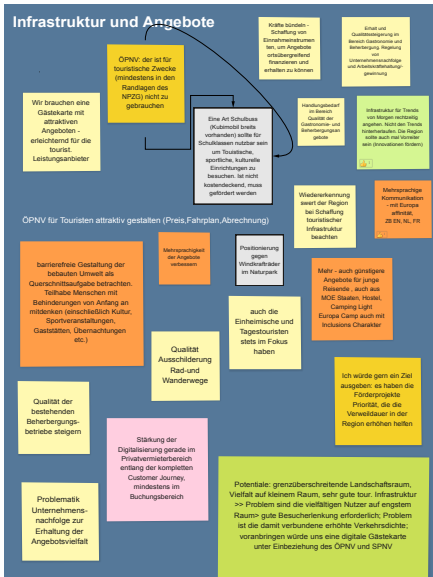 Infrastruktur und Angebote
Kräfte bündeln -
Schaffung von
Einnahmeinstrumen
ten, um Angebote
ortsübergreifend
finanzieren und
erhalten zu können
Erhalt und
Qualitätssteigerung im
Bereich Gastronomie und
Beherbergung, Regelung
von
Unternehmensnachfolge
und Arbeitskräftehaltung/-
gewinnung
ÖPNV: der ist für
touristische Zwecke
(mindestens in den
Randlagen des
NPZG) nicht zu
gebrauchen
Wir brauchen eine
Gästekarte mit
attraktiven
Angeboten -
erleichternd für die
tourist.
Leistungsanbieter
Eine Art Schulbuss
(Kubimobil breits
vorhanden) sollte für
Schulklassen nutzbar sein
um Touistische,
sportliche, kulturelle
Einrichtungen zu
besuchen. Ist nicht
kostendeckend, muss
gefördert werden
Handlungsbedarf
im Bereich
Qualität der
Gastronomie- und
Beherbergungsan
gebote
Infrastruktur für Trends
von Morgen rechtzeitig
angehen. Nicht den Trends
hinterherlaufen. Die Region
sollte auch mal Vorreiter
sein (Innovationen fördern)
Wiedererkennung
swert der Region
bei Schaffung
touristischer
Infrastruktur
beachten
Mehrsprachige
Kommunikation
- mit Europa
affinität,
ZB EN, NL, FR
ÖPNV für Touristen attraktiv gestalten (Preis,Fahrplan,Abrechnung)
barrierefreie Gestaltung der
bebauten Umwelt als
Querschnittsaufgabe betrachten.
Teilhabe Menschen mit
Behinderungen von Anfang an
mitdenken (einschließlich Kultur,
Sportveranstaltungen,
Gaststätten, Übernachtungen
etc.)
Mehrsprachigkeit
der Angebote
verbessern
Positionierung
gegen
Windkrafträder
im Naturpark
Mehr - auch günstigere
Angebote für junge
Reisende , auch aus
MOE Staaten, Hostel,
Camping Light
Europa Camp auch mit
Inclusions Charakter
auch die
Einheimische und
Tagestouristen
stets im Fokus
haben
Qualität
Ausschilderung
Rad-und
Wanderwege
Ich würde gern ein Ziel
ausgeben: es haben die
Förderprojekte
Priorität, die die
Verweildauer in der
Region erhöhen helfen
Qualität der
bestehenden
Beherbergungs-
betriebe steigern
Stärkung der
Digitalisierung gerade im
Privatvermieterbereich
entlang der kompletten
Customer Journey,
mindestens im
Buchungsbereich
Problematik
Unternehmens-
nachfolge zur
Erhaltung der
Angebotsvielfalt
Potentiale: grenzüberschreitende Landschaftsraum,
Vielfalt auf kleinem Raum, sehr gute tour. Infrastruktur
>> Problem sind die vielfältigen Nutzer auf engstem
Raum> gute Besucherlenkung erforderlich; Problem
ist die damit verbundene erhöhte Verkehrsdichte;
voranbringen würde uns eine digitale Gästekarte
unter Einbeziehung des ÖPNV und SPNV